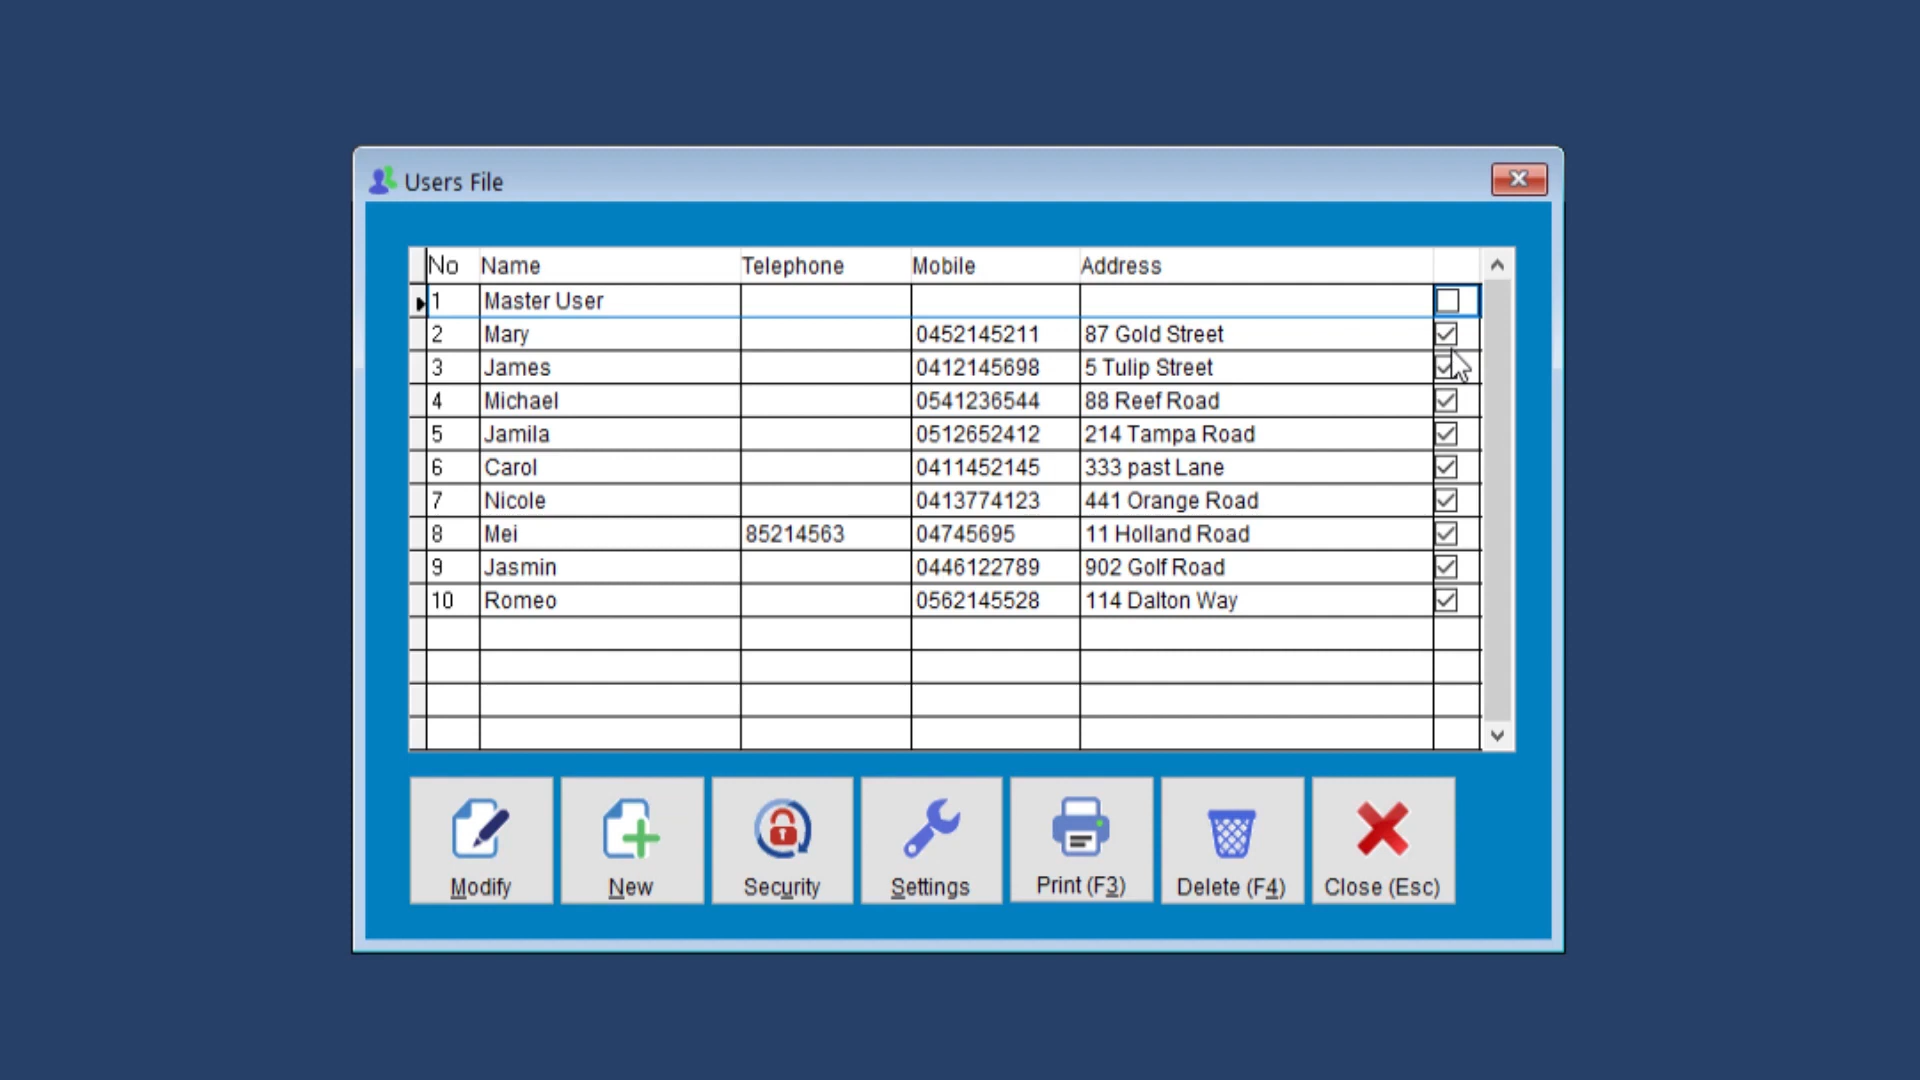 Users File
No Name Telephone Mobile Address
1 Master User
2 Mary 0452145211 87 Gold Street
3 James 0412145698 5 Tulip Street
4 Michael 0541236544 88 Reef Road
5 Jamila 0512652412 214 Tampa Road
6 Carol 0411452145 333 past Lane
7 Nicole 0413774123 441 Orange Road
8 Mei 85214563 04745695 11 Holland Road
9 Jasmin 0446122789 902 Golf Road
10 Romeo 0562145528 114 Dalton Way
Modify New Security Settings Print (F3) Delete (F4) Close (Esc)